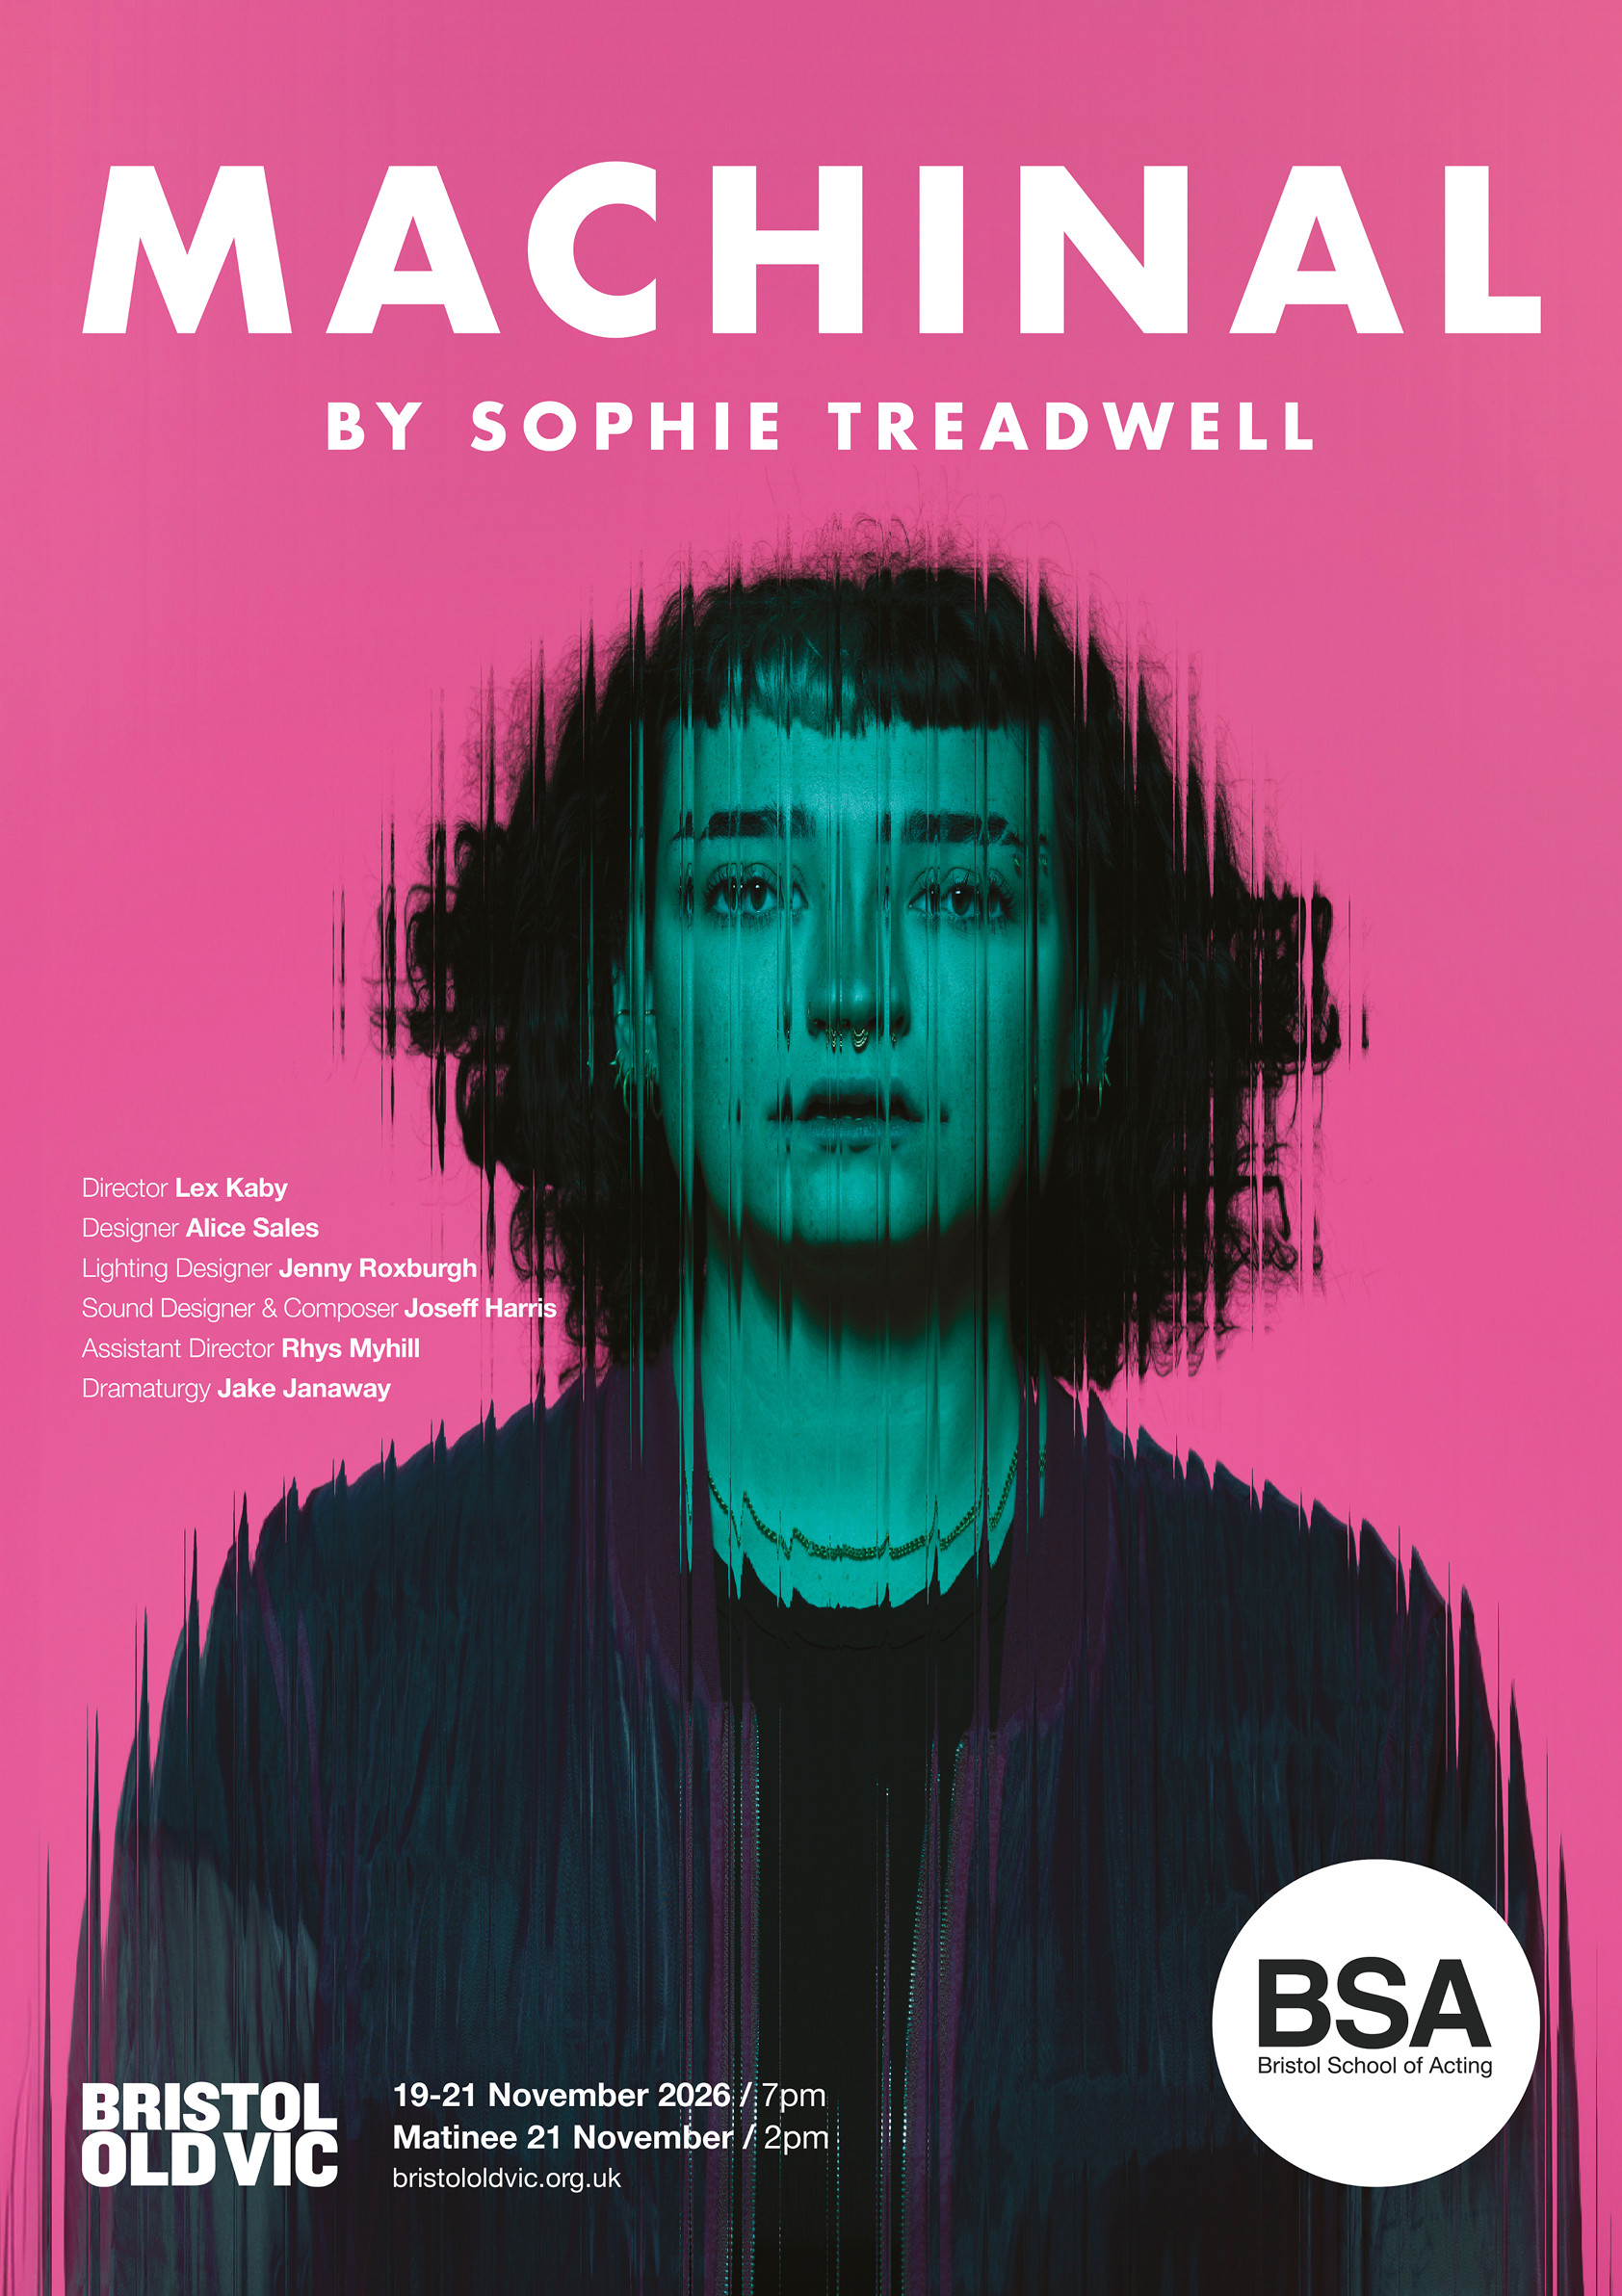 MACHINAL
BY SOPHIE TREADWELL
Director Lex Kaby
Designer Alice Sales
Lighting Designer Jenny Roxburgh
Sound Designer & Composer Joseff Harris
Assistant Director Rhys Myhill
Dramaturgy Jake Janaway
BRISTOL
OLD VIC
19-21 November 2026 / 7pm
Matinee 21 November / 2pm
bristololdvic.org.uk
BSA
Bristol School of Acting